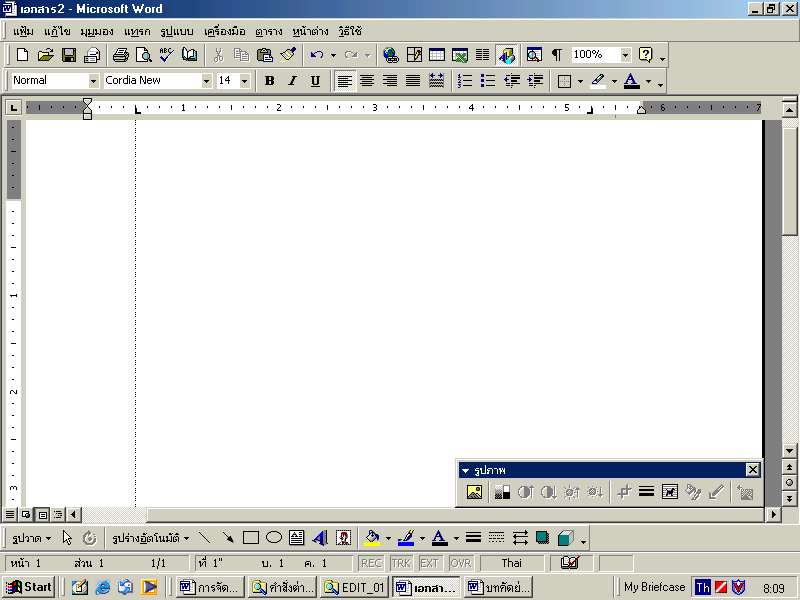 เอกสาร2 - Microsoft Word
แฟ้ม แก้ไข มุมมอง แทรก รูปแบบ เครื่องมือ ตาราง หน้าต่าง วิธีใช้
ABC 100%
Normal Cordia New 14 B I U A
1 2 3 4 5 6 7
1
2
3
รูปภาพ
รูปวาด รูปร่างอัตโนมัติ A A
หน้า 1 ส่วน 1 1/1 ที่ 1" บ. 1 ค. 1 REC TRK EXT OVR Thai
Start การจัด... คำสั่งต่า... EDIT_01 เอกสา... บทคัดย่... My Briefcase Th 8:09